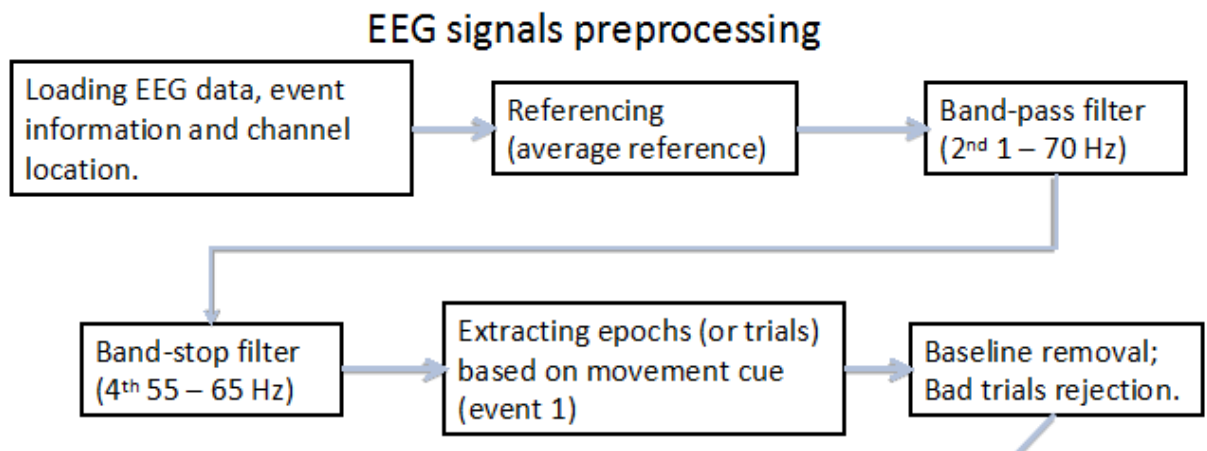 EEG signals preprocessing
Loading EEG data, event
information and channel
location.
Referencing
(average reference)
Band-pass filter
(2ⁿᵈ 1 – 70 Hz)
Band-stop filter
(4ᵗʰ 55 – 65 Hz)
Extracting epochs (or trials)
based on movement cue
(event 1)
Baseline removal;
Bad trials rejection.